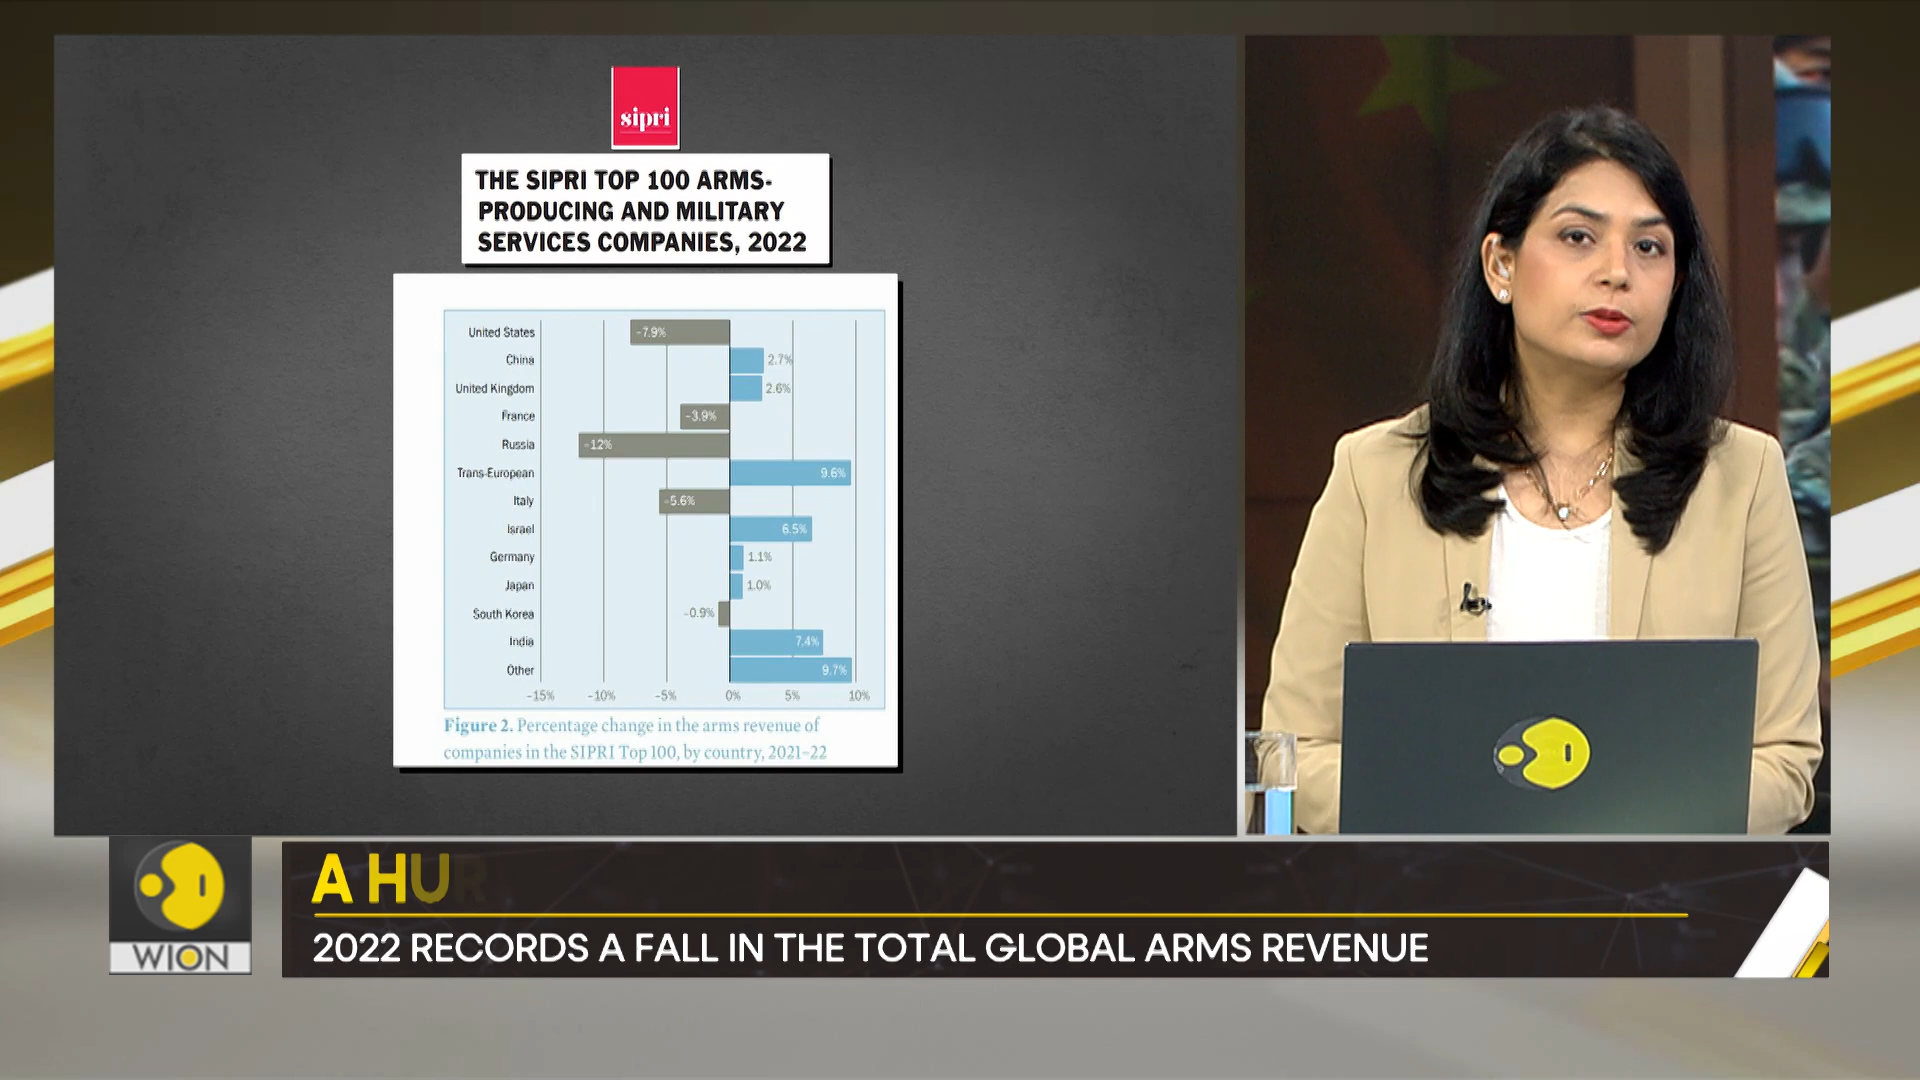 sipri
THE SIPRI TOP 100 ARMS-
PRODUCING AND MILITARY
SERVICES COMPANIES, 2022
United States -7.9%
China 2.7%
United Kingdom 2.6%
France -3.9%
Russia -12%
Trans-European 9.6%
Italy -5.6%
Israel 6.5%
Germany 1.1%
Japan 1.0%
South Korea -0.9%
India 7.4%
Other 9.7%
-15% -10% -5% 0% 5% 10%
Figure 2. Percentage change in the arms revenue of
companies in the SIPRI Top 100, by country, 2021–22
A HUR
2022 RECORDS A FALL IN THE TOTAL GLOBAL ARMS REVENUE
WION